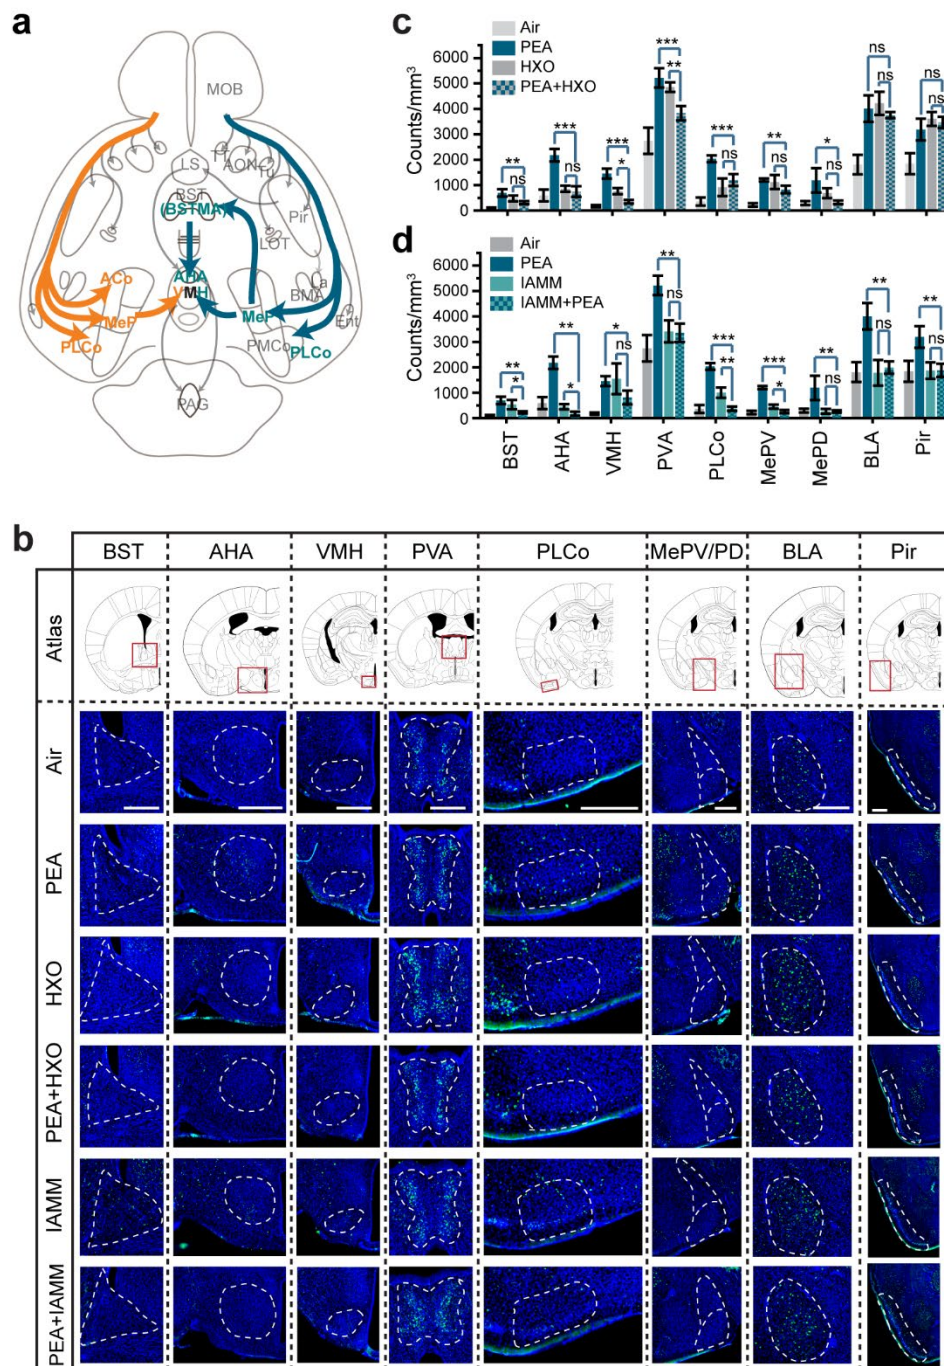 a
MOB
TT
AON
Tu
LS
BST
(BSTMA)
Pir
LOT
AHA
VMH
La
BMA
Ent
ACo
MeP
PLCo
MeP
PMCo
PLCo
PAG
c
Air
PEA
HXO
PEA+HXO
Counts/mm³
6000
5000
4000
3000
2000
1000
0
** ns
*** ns
*** *
*** **
*** ns
** ns
* ns
ns ns
ns ns
d
Air
PEA
IAMM
IAMM+PEA
Counts/mm³
6000
5000
4000
3000
2000
1000
0
** *
** *
* ns
** ns
*** **
*** *
** ns
** ns
** ns
BST AHA VMH PVA PLCo MePV MePD BLA Pir
b
BST AHA VMH PVA PLCo MePV/PD BLA Pir
Atlas
Air
PEA
HXO
PEA+HXO
IAMM
PEA+IAMM